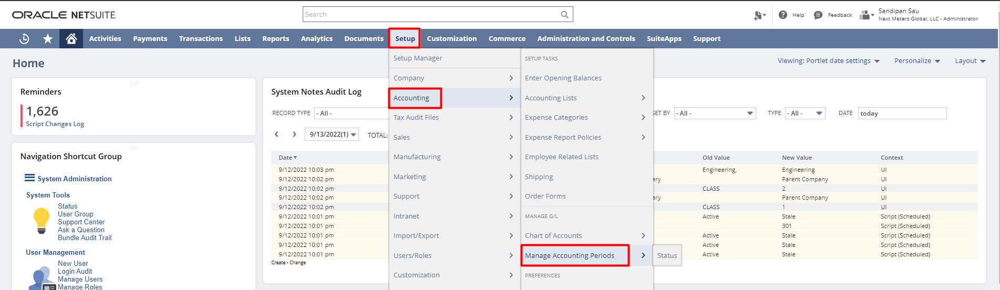 ORACLE NETSUITE
Search
Help
Feedback
Sandipan Sau
Next Meters Global, LLC - Administrator
Activities Payments Transactions Lists Reports Analytics Documents Setup Customization Commerce Administration and Controls SuiteApps Support
Home
Viewing: Portlet date settings
Personalize
Layout
Reminders
1,626
Script Changes Log
Navigation Shortcut Group
System Administration
System Tools
Status
User Group
Support Center
Ask a Question
Bundle Audit Trail
User Management
New User
Login Audit
Manage Users
Manage Roles
System Notes Audit Log
RECORD TYPE - All -
SET BY - All -
TYPE - All -
DATE today
9/13/2022(1) TOTAL:
Date Old Value New Value Context
9/12/2022 10:03 pm Engineering, Engineering UI
9/12/2022 10:02 pm ary Parent Company UI
9/12/2022 10:02 pm CLASS 2 UI
9/12/2022 10:02 pm ary Parent Company UI
9/12/2022 10:02 pm CLASS 1 UI
9/12/2022 10:01 pm Active Stale Script (Scheduled)
9/12/2022 10:01 pm 301 Script (Scheduled)
9/12/2022 10:01 pm Active Stale Script (Scheduled)
9/12/2022 10:01 pm Active Stale Script (Scheduled)
9/12/2022 10:01 pm Active Stale Script (Scheduled)
Create • Change
Setup Manager
Company
Accounting
Tax Audit Files
Sales
Manufacturing
Marketing
Support
Intranet
Import/Export
Users/Roles
Customization
SETUP TASKS
Enter Opening Balances
Accounting Lists
Expense Categories
Expense Report Policies
Employee Related Lists
Shipping
Order Forms
MANAGE G/L
Chart of Accounts
Manage Accounting Periods
PREFERENCES
Status